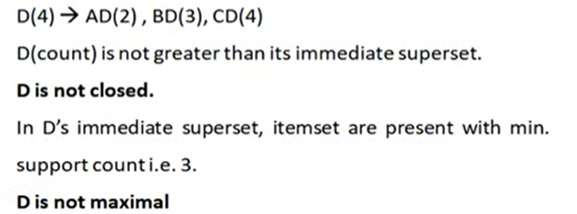 D(4) → AD(2) , BD(3), CD(4)
D(count) is not greater than its immediate superset.
D is not closed.
In D’s immediate superset, itemset are present with min.
support count i.e. 3.
D is not maximal